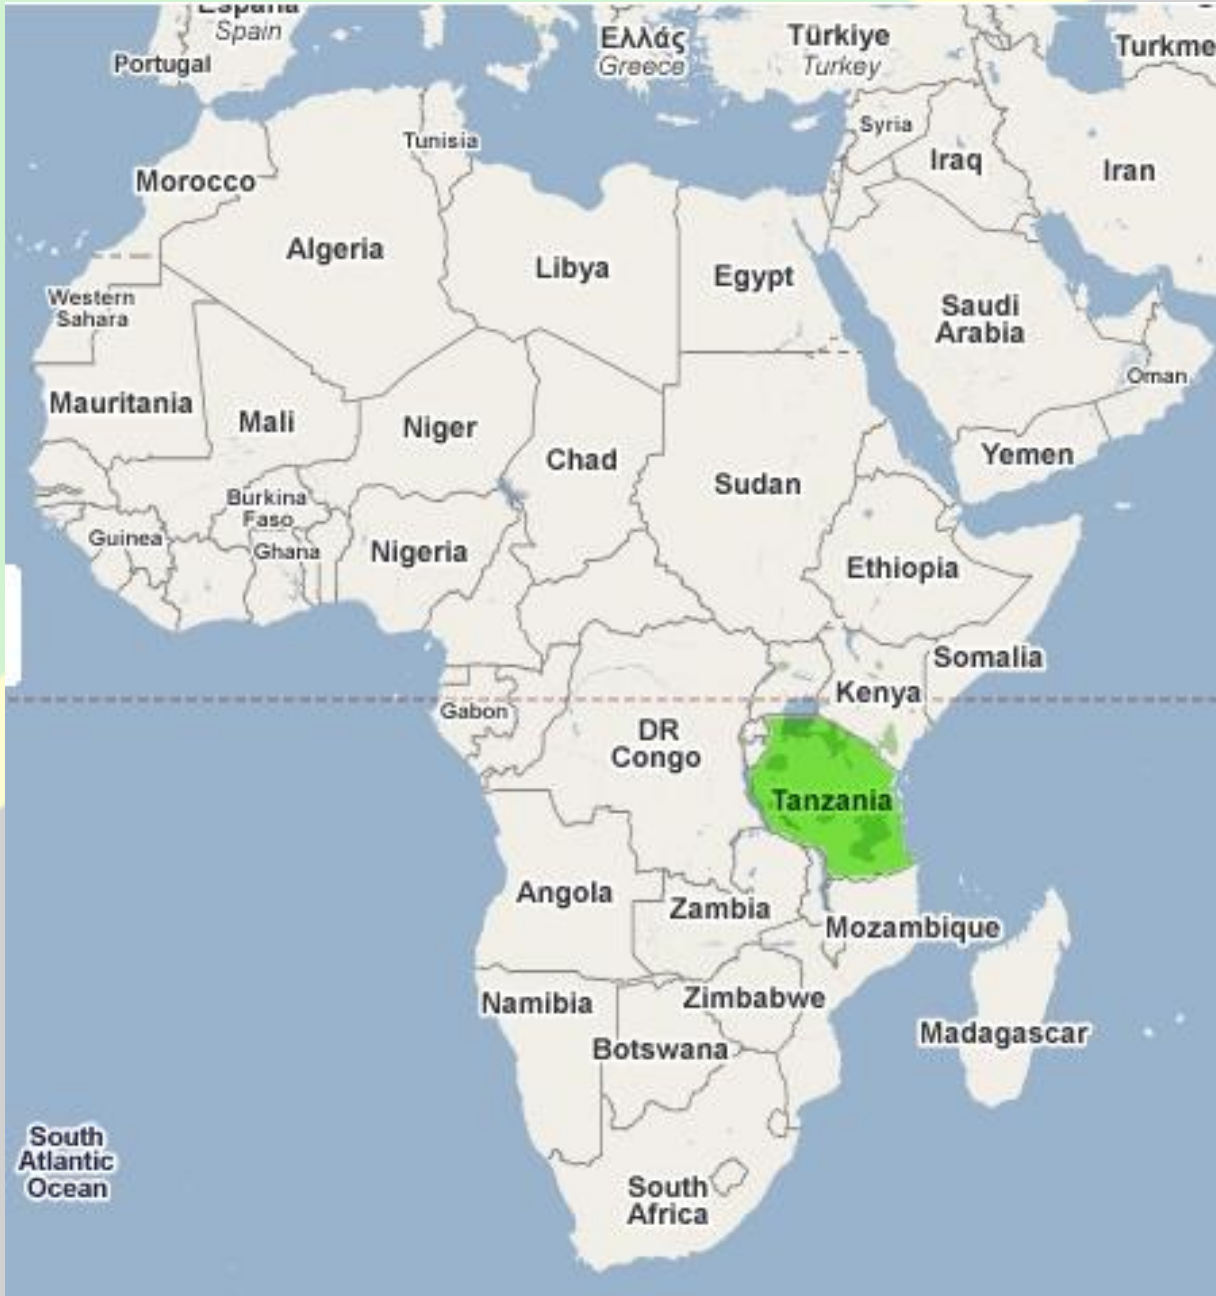 España
Spain
Portugal
Ελλάς
Greece
Türkiye
Turkey
Turkme
Syria
Iraq
Iran
Tunisia
Morocco
Algeria
Libya
Egypt
Saudi
Arabia
Western
Sahara
Oman
Mauritania
Mali
Niger
Chad
Sudan
Yemen
Burkina
Faso
Guinea
Ghana
Nigeria
Ethiopia
Somalia
Kenya
Gabon
DR
Congo
Tanzania
Angola
Zambia
Mozambique
Namibia
Zimbabwe
Botswana
Madagascar
South
Atlantic
Ocean
South
Africa